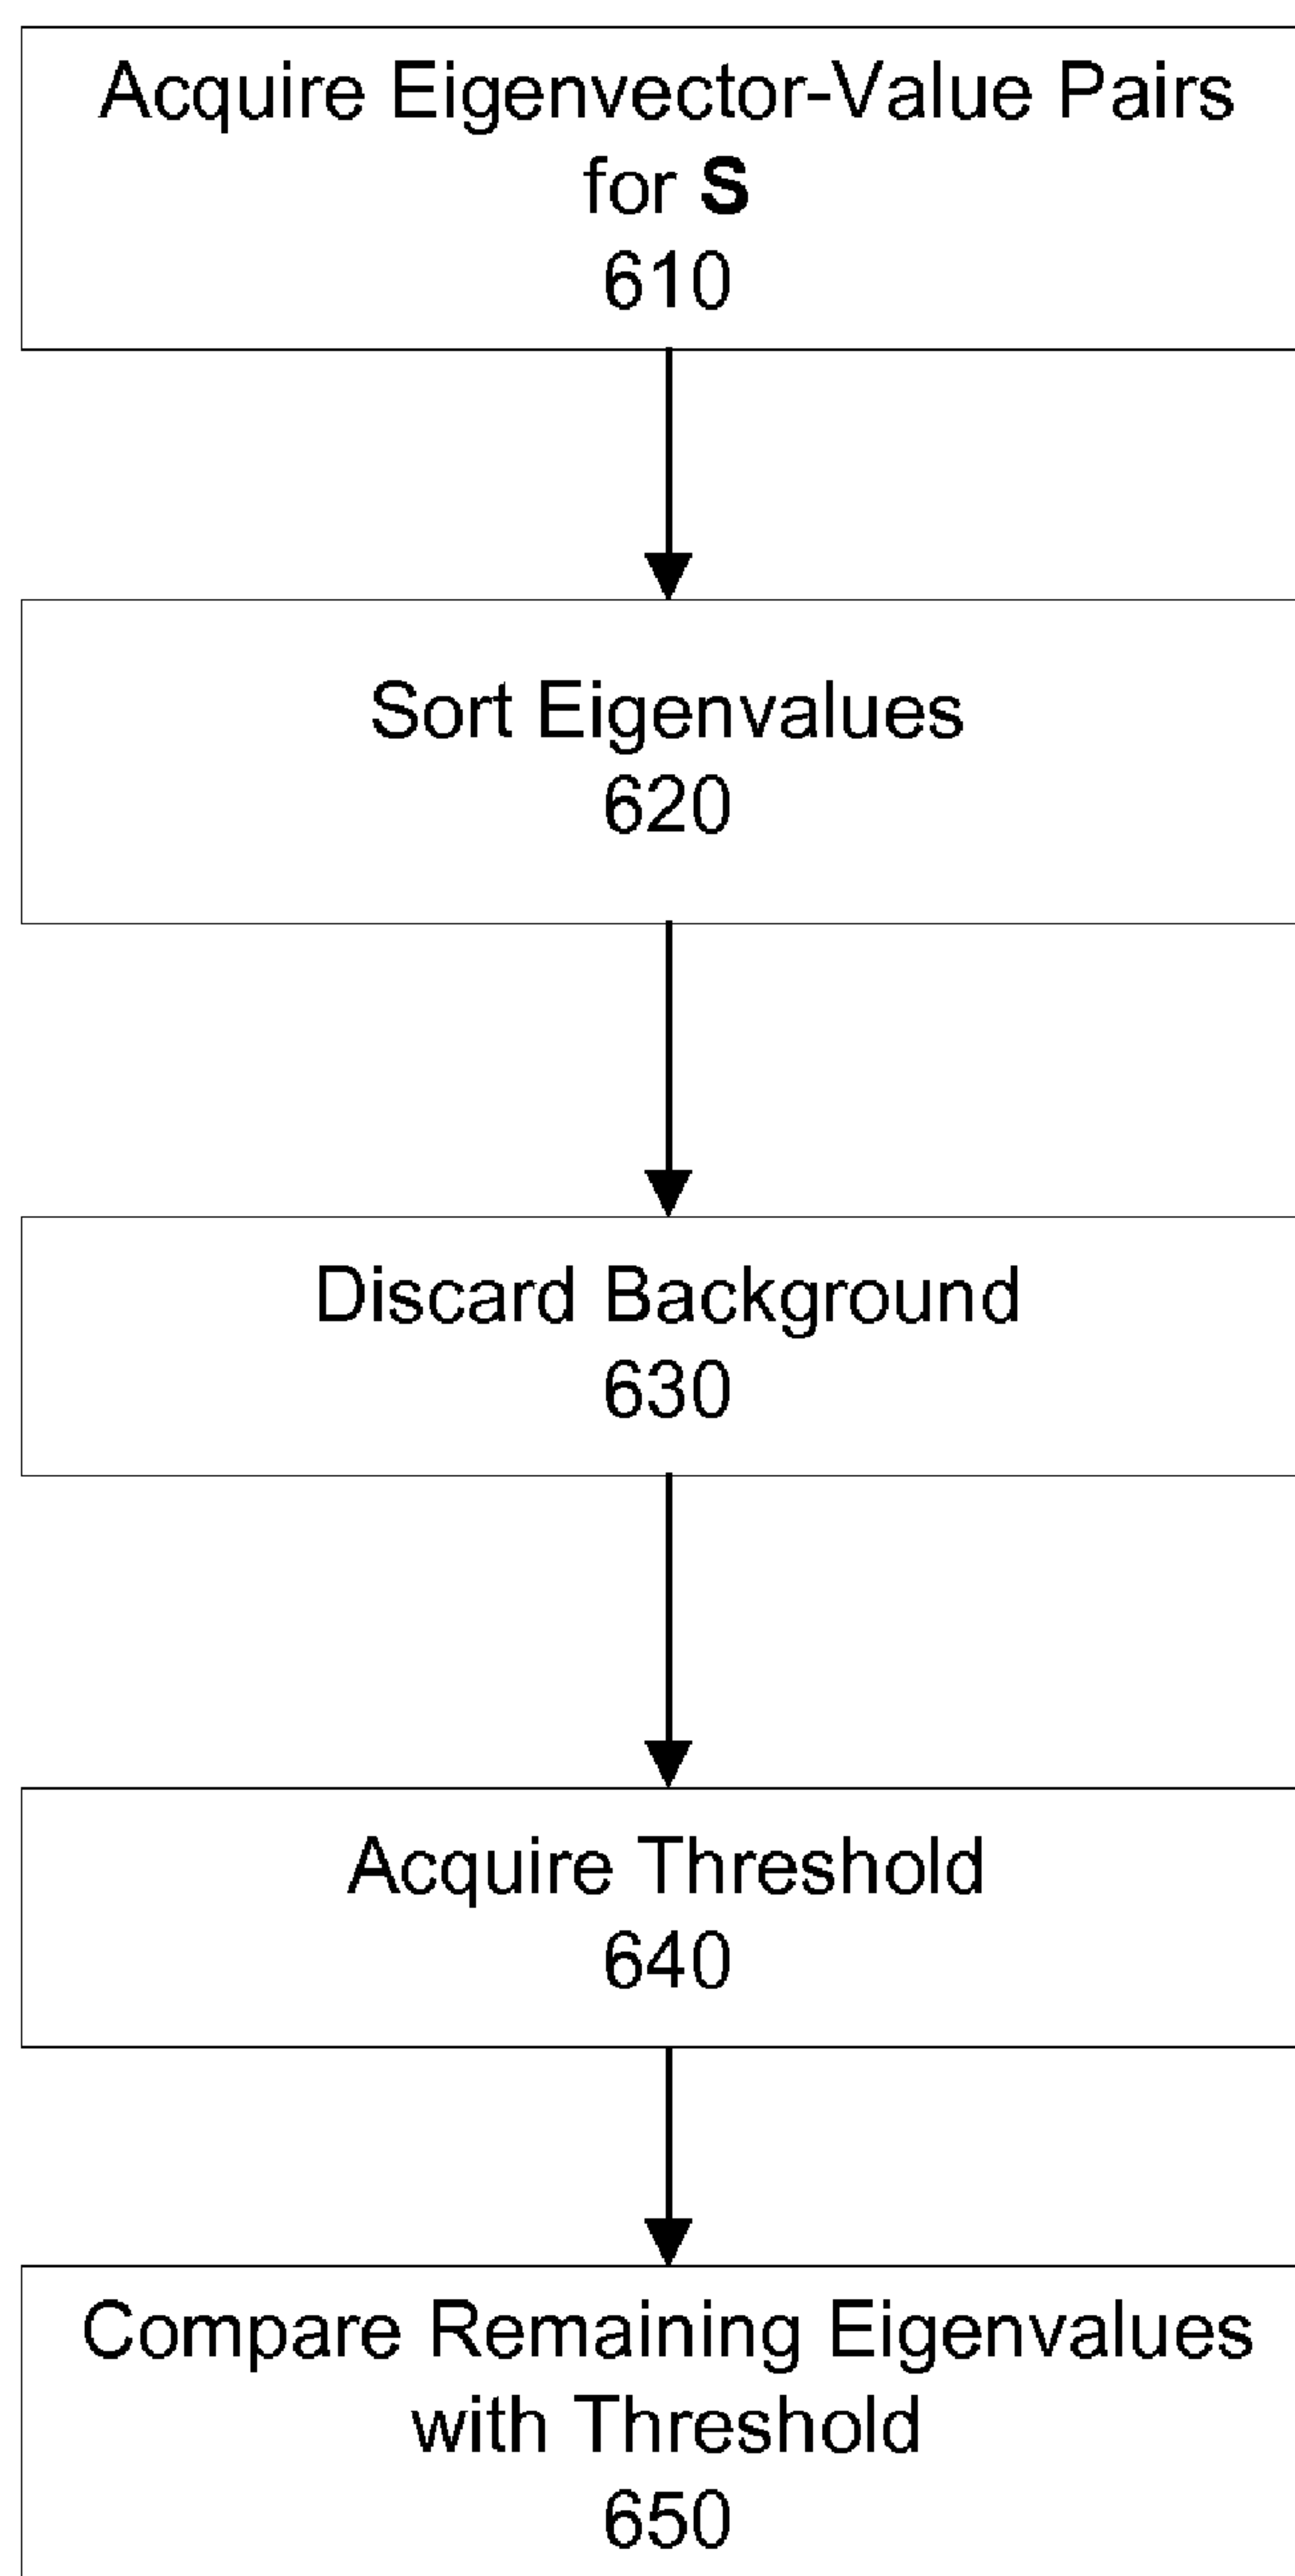 Acquire Eigenvector-Value Pairs
for S
610
Sort Eigenvalues
620
Discard Background
630
Acquire Threshold
640
Compare Remaining Eigenvalues
with Threshold
650